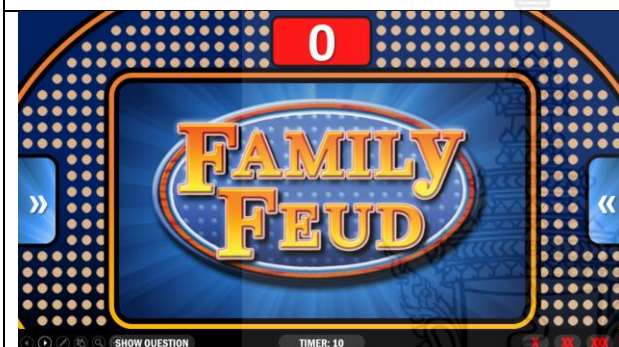 0
FAMILY
FEUD
»
«
SHOW QUESTION
TIMER: 10
X
XX
XXX